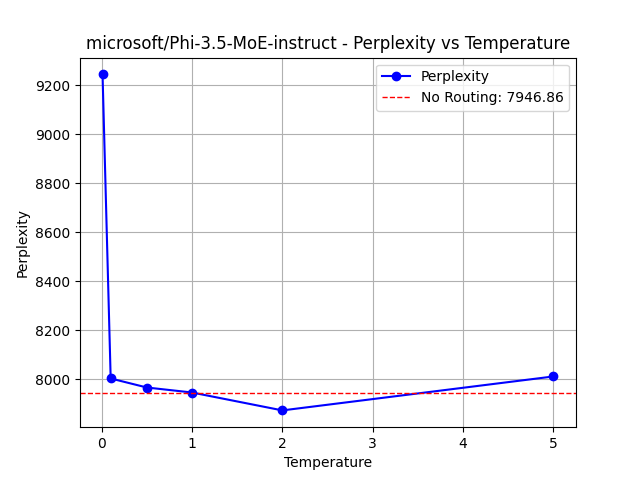 microsoft/Phi-3.5-MoE-instruct - Perplexity vs Temperature
Perplexity
No Routing: 7946.86
9200
9000
8800
8600
8400
8200
8000
Perplexity
0 1 2 3 4 5
Temperature